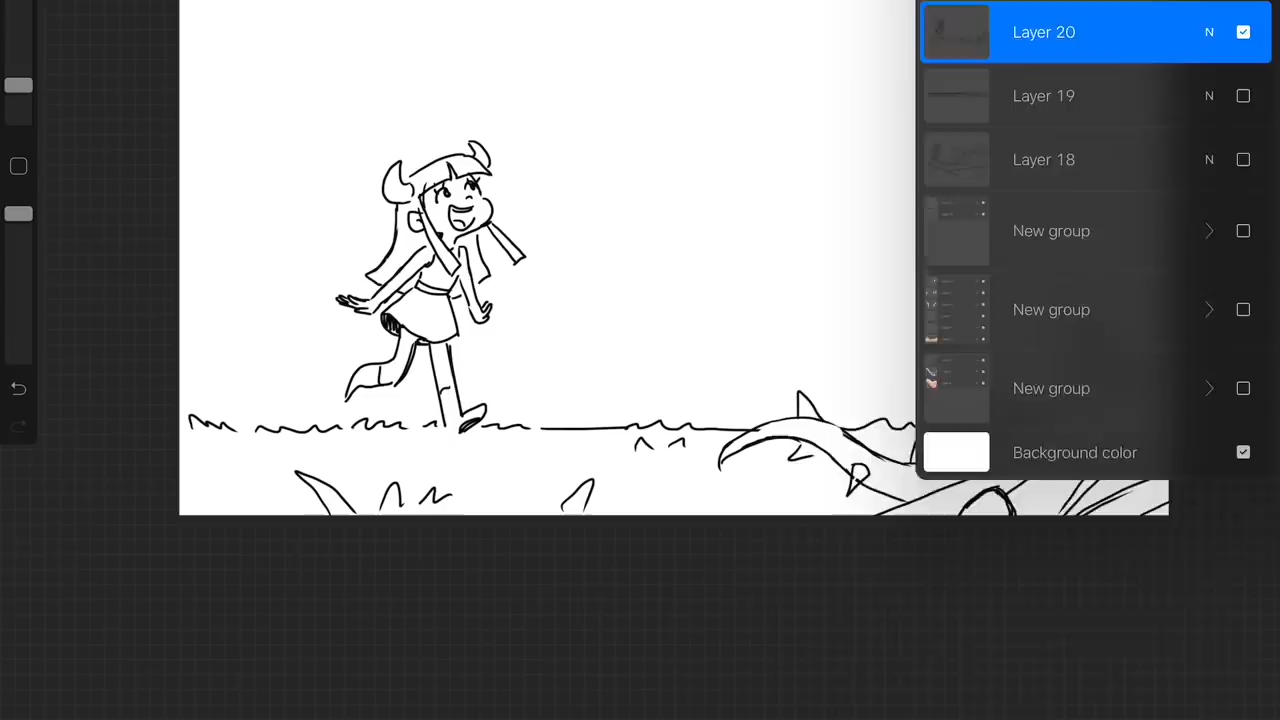 Layer 20 N
Layer 19 N
Layer 18 N
New group
New group
New group
Background color